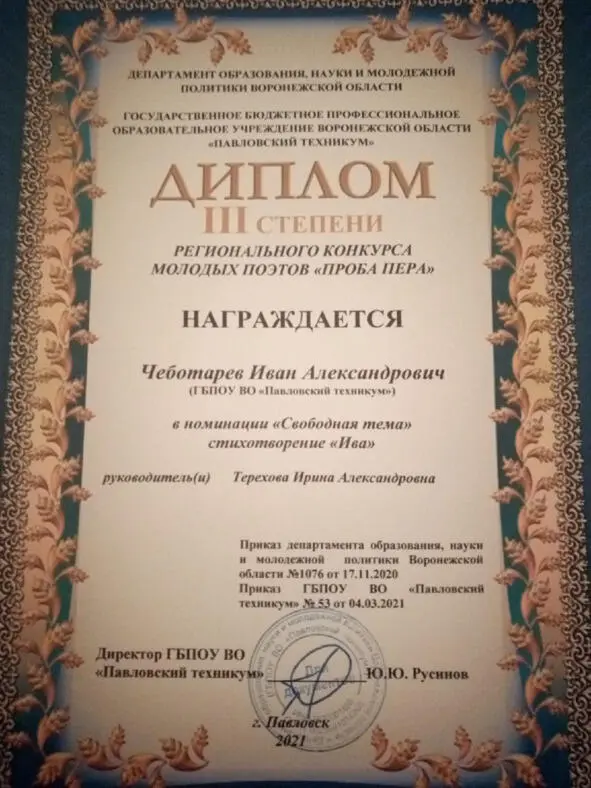 ДЕПАРТАМЕНТ ОБРАЗОВАНИЯ, НАУКИ И МОЛОДЕЖНОЙ
ПОЛИТИКИ ВОРОНЕЖСКОЙ ОБЛАСТИ
ГОСУДАРСТВЕННОЕ БЮДЖЕТНОЕ ПРОФЕССИОНАЛЬНОЕ
ОБРАЗОВАТЕЛЬНОЕ УЧРЕЖДЕНИЕ ВОРОНЕЖСКОЙ ОБЛАСТИ
«ПАВЛОВСКИЙ ТЕХНИКУМ»
ДИПЛОМ
III СТЕПЕНИ
РЕГИОНАЛЬНОГО КОНКУРСА
МОЛОДЫХ ПОЭТОВ «ПРОБА ПЕРА»
НАГРАЖДАЕТСЯ
Чеботарев Иван Александрович
(ГБПОУ ВО «Павловский техникум»)
в номинации «Свободная тема»
стихотворение «Ива»
руководитель(и) Терехова Ирина Александровна
Приказ департамента образования, науки
и молодежной политики Воронежской
области №1076 от 17.11.2020
Приказ ГБПОУ ВО «Павловский
техникум» № 53 от 04.03.2021
Директор ГБПОУ ВО
«Павловский техникум» Ю.Ю. Русинов
Для
документов
г. Павловск
2021